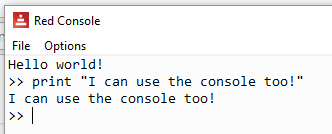 Red Console
File Options
Hello world!
>> print "I can use the console too!"
I can use the console too!
>>